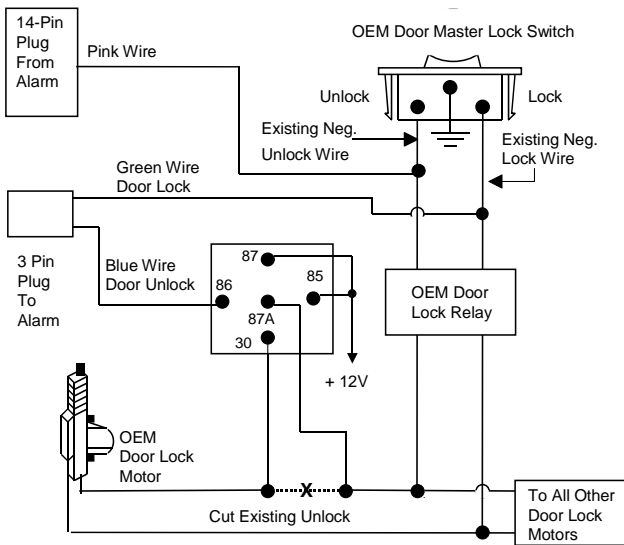 14-Pin
Plug
From
Alarm
Pink Wire
OEM Door Master Lock Switch
Unlock
Lock
Existing Neg.
Unlock Wire
Existing Neg.
Lock Wire
Green Wire
Door Lock
3 Pin
Plug
To
Alarm
Blue Wire
Door Unlock
87
86
85
87A
30
+ 12V
OEM Door
Lock Relay
OEM
Door Lock
Motor
X
Cut Existing Unlock
To All Other
Door Lock
Motors